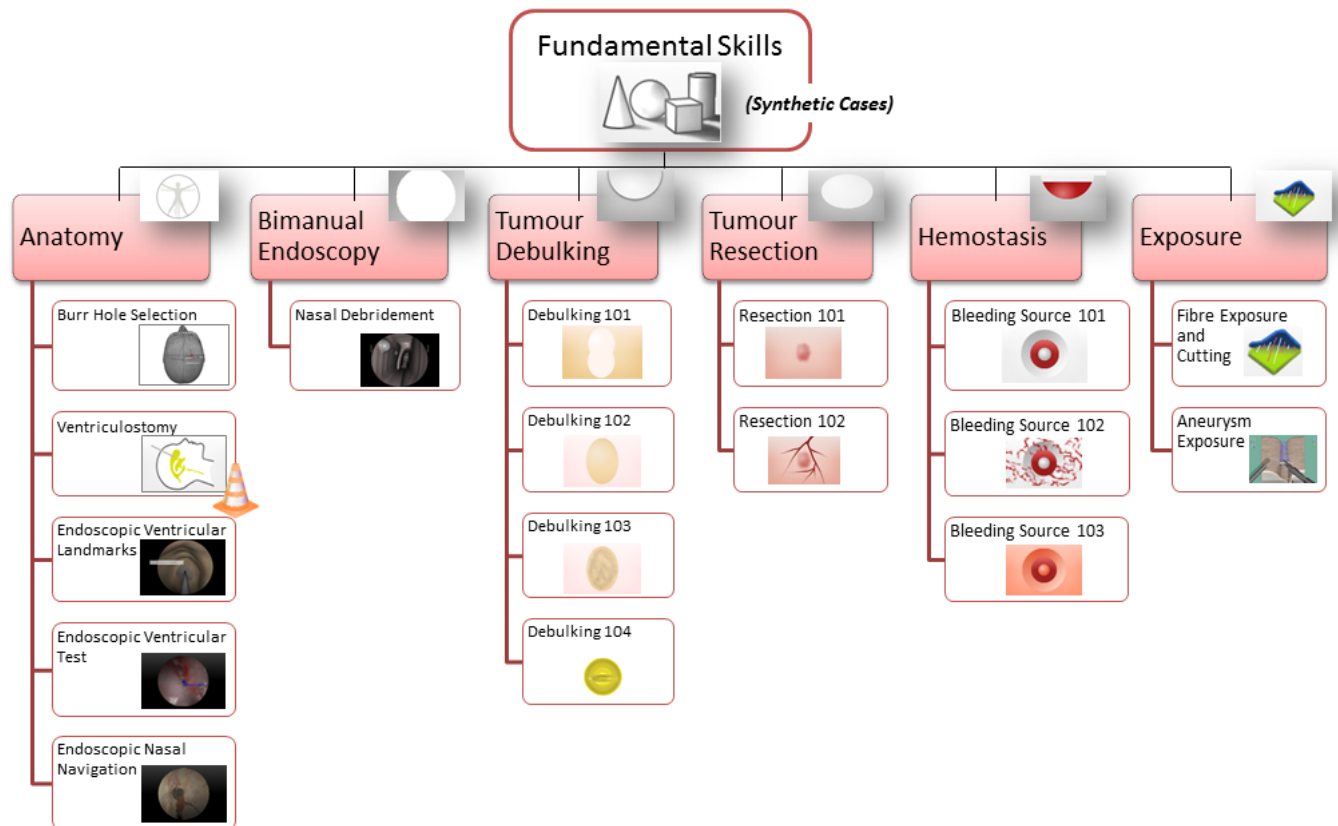 Fundamental Skills
(Synthetic Cases)
Anatomy
Burr Hole Selection
Ventriculostomy
Endoscopic Ventricular
Landmarks
Endoscopic Ventricular
Test
Endoscopic Nasal
Navigation
Bimanual
Endoscopy
Nasal Debridement
Tumour
Debulking
Debulking 101
Debulking 102
Debulking 103
Debulking 104
Tumour
Resection
Resection 101
Resection 102
Hemostasis
Bleeding Source 101
Bleeding Source 102
Bleeding Source 103
Exposure
Fibre Exposure
and
Cutting
Aneurysm
Exposure